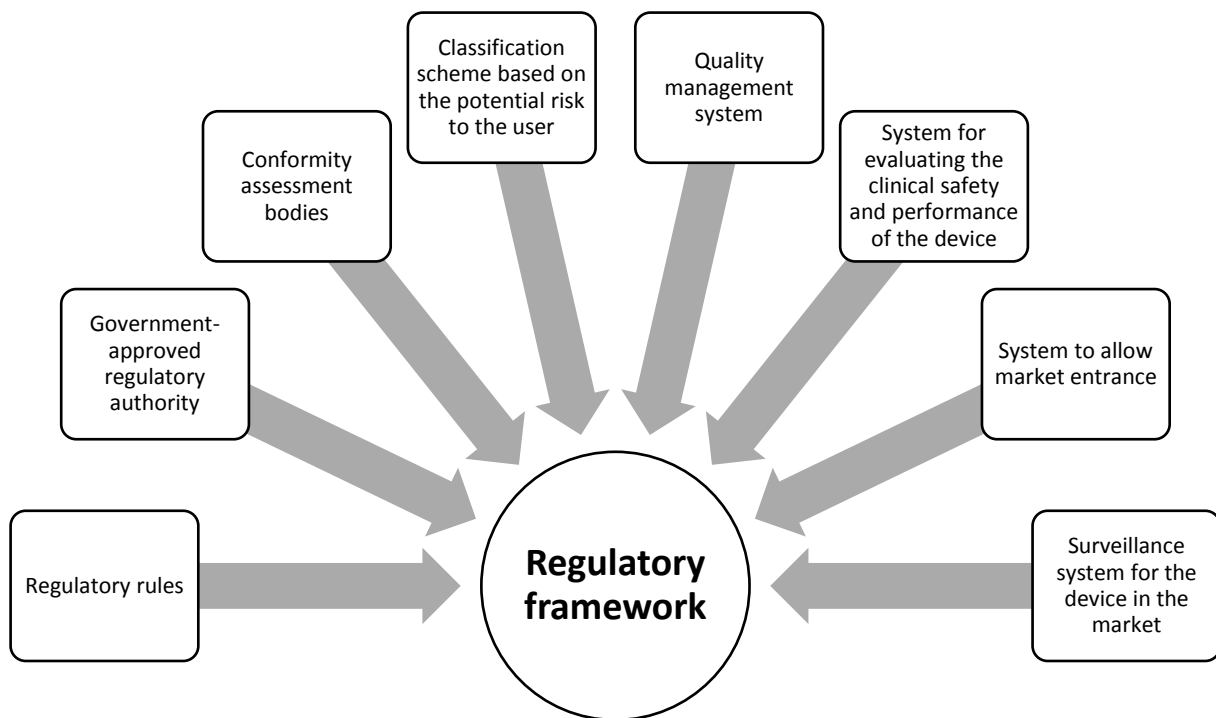 Classification
scheme based on
the potential risk
to the user
Quality
management
system
Conformity
assessment
bodies
System for
evaluating the
clinical safety
and performance
of the device
Government-
approved
regulatory
authority
System to allow
market entrance
Regulatory rules
Regulatory
framework
Surveillance
system for the
device in the
market